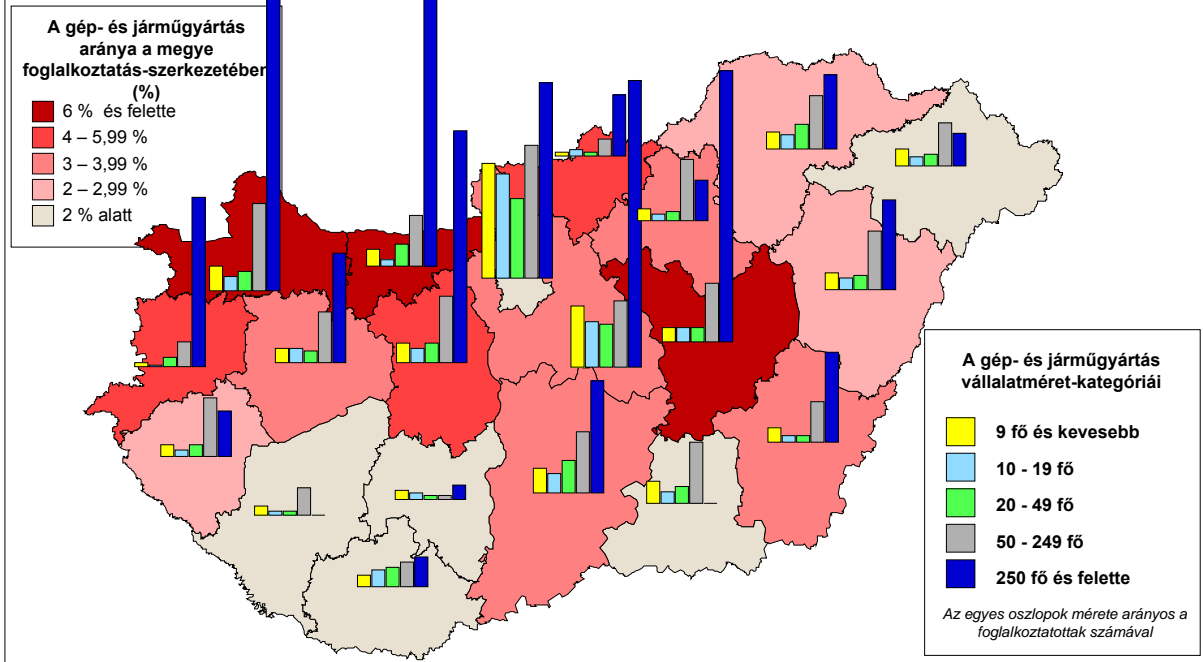 A gép- és járműgyártás
aránya a megye
foglalkoztatás-szerkezetében
(%)
6 % és felette
4 – 5,99 %
3 – 3,99 %
2 – 2,99 %
2 % alatt
A gép- és járműgyártás
vállalatméret-kategóriái
9 fő és kevesebb
10 - 19 fő
20 - 49 fő
50 - 249 fő
250 fő és felette
Az egyes oszlopok mérete arányos a
foglalkoztatottak számával